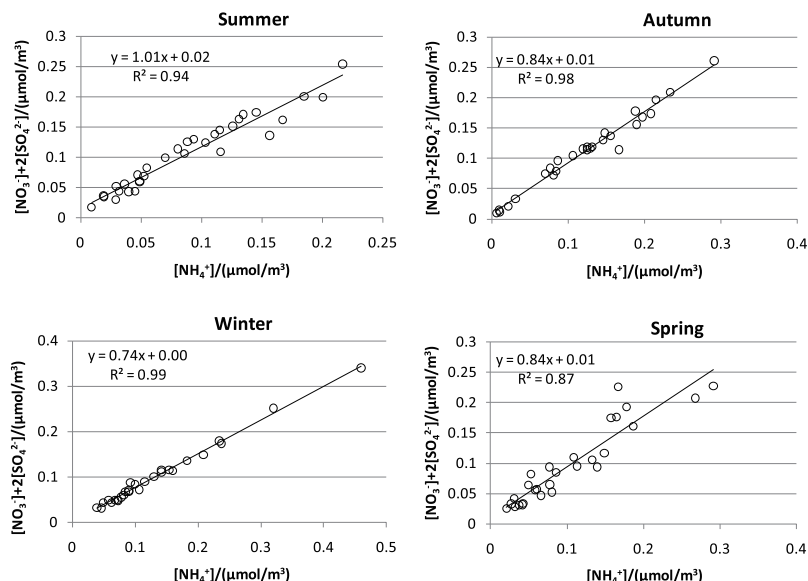 Summer
y = 1.01x + 0.02
R² = 0.94
[NO₃⁻]+2[SO₄²⁻]/(μmol/m³)
0.3
0.25
0.2
0.15
0.1
0.05
0
0 0.05 0.1 0.15 0.2 0.25
[NH₄⁺]/(μmol/m³)
Autumn
y = 0.84x + 0.01
R² = 0.98
[NO₃⁻]+2[SO₄²⁻]/(μmol/m³)
0.3
0.25
0.2
0.15
0.1
0.05
0
0 0.1 0.2 0.3 0.4
[NH₄⁺]/(μmol/m³)
Winter
y = 0.74x + 0.00
R² = 0.99
[NO₃⁻]+2[SO₄²⁻]/(μmol/m³)
0.4
0.3
0.2
0.1
0
0 0.1 0.2 0.3 0.4 0.5
[NH₄⁺]/(μmol/m³)
Spring
y = 0.84x + 0.01
R² = 0.87
[NO₃⁻]+2[SO₄²⁻]/(μmol/m³)
0.3
0.25
0.2
0.15
0.1
0.05
0
0 0.1 0.2 0.3 0.4
[NH₄⁺]/(μmol/m³)